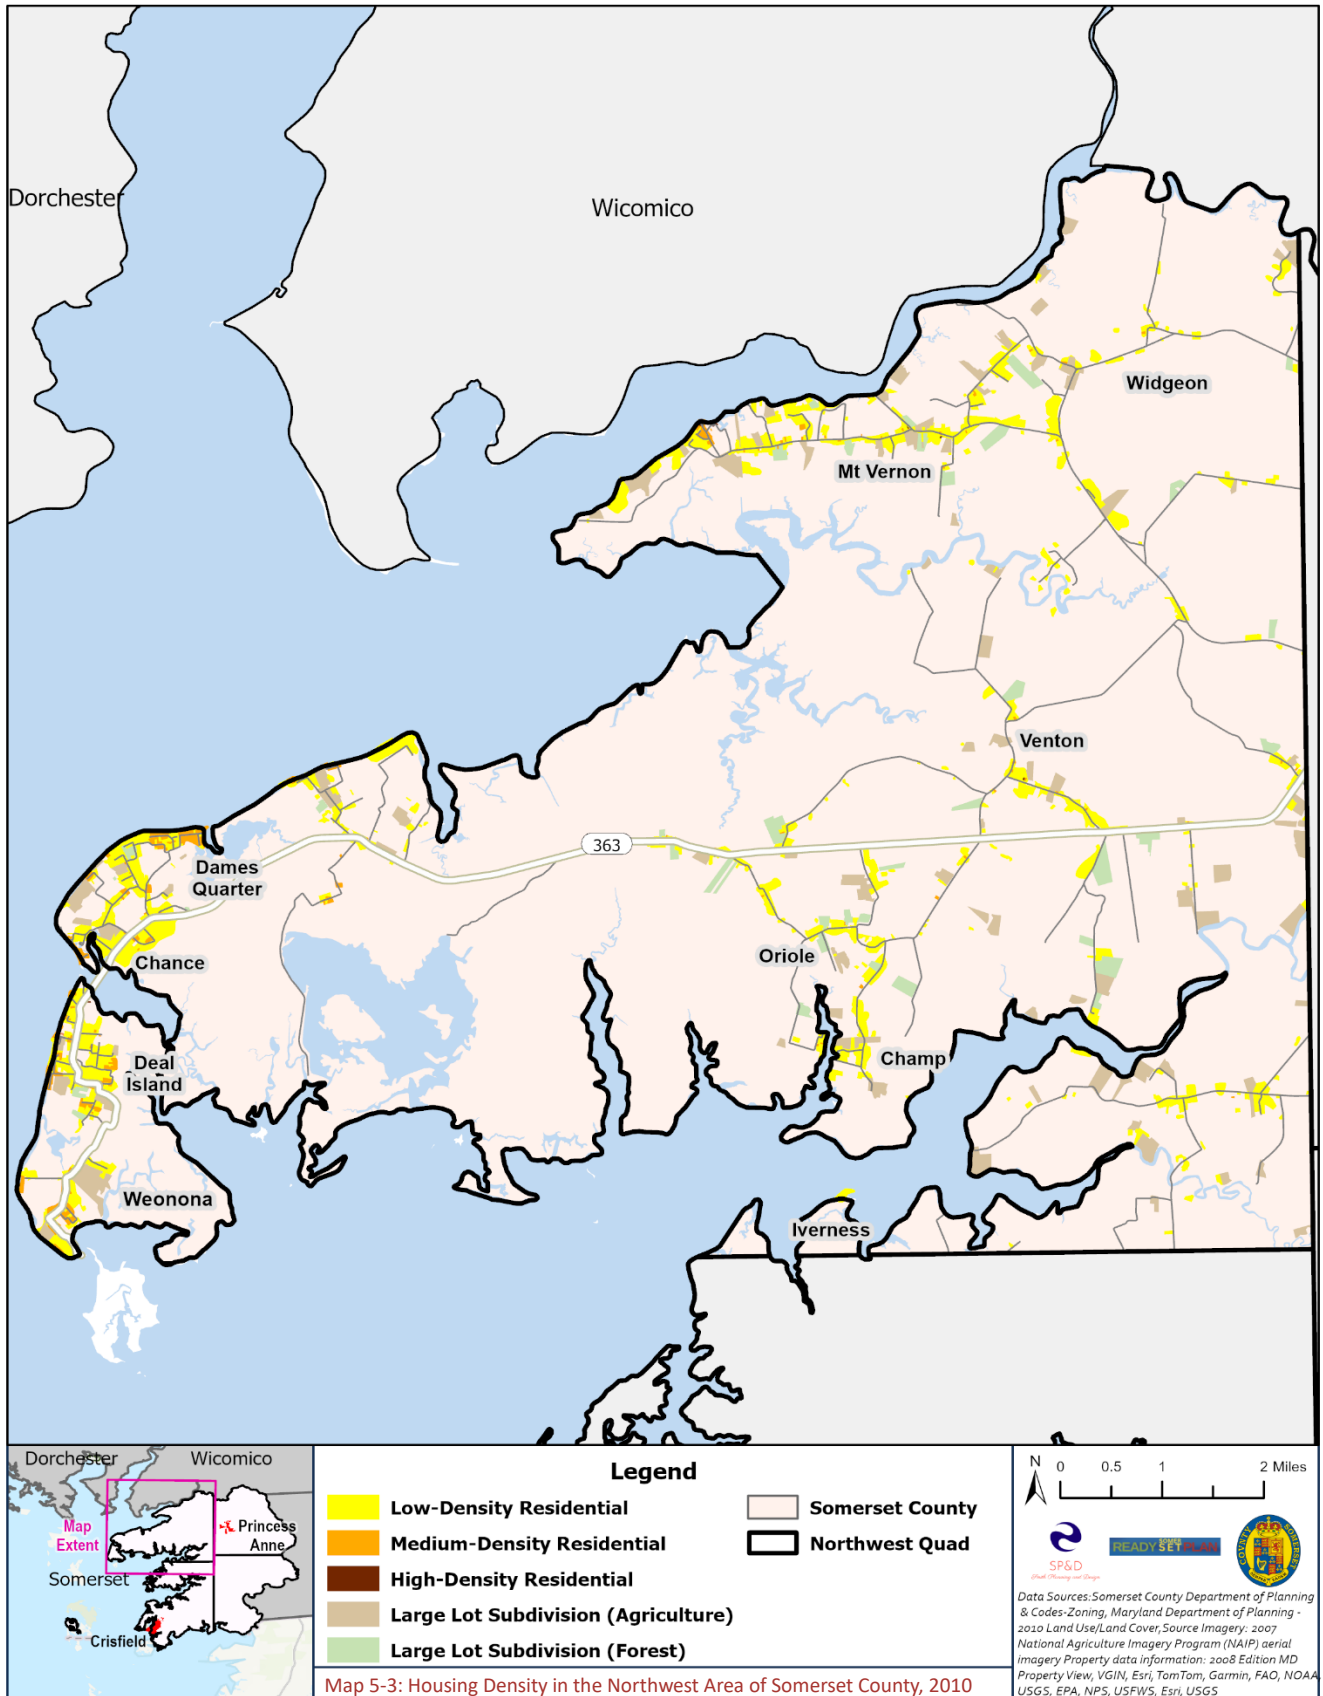 Dorchester
Wicomico
Widgeon
Mt Vernon
Venton
363
Dames
Quarter
Chance
Oriole
Deal
Island
Champ
Weonona
Iverness
Dorchester
Wicomico
Map
Extent
Princess
Anne
Somerset
Crisfield
Legend
Low-Density Residential
Medium-Density Residential
High-Density Residential
Large Lot Subdivision (Agriculture)
Large Lot Subdivision (Forest)
Somerset County
Northwest Quad
Map 5-3: Housing Density in the Northwest Area of Somerset County, 2010
N
0 0.5 1 2 Miles
SP&D
READY SOMER SET PLAN
COUNTY SOMERSET
Data Sources:Somerset County Department of Planning
& Codes-Zoning, Maryland Department of Planning -
2010 Land Use/Land Cover, Source Imagery: 2007
National Agriculture Imagery Program (NAIP) aerial
imagery Property data information: 2008 Edition MD
Property View, VGIN, Esri, TomTom, Garmin, FAO, NOAA,
USGS, EPA, NPS, USFWS, Esri, USGS